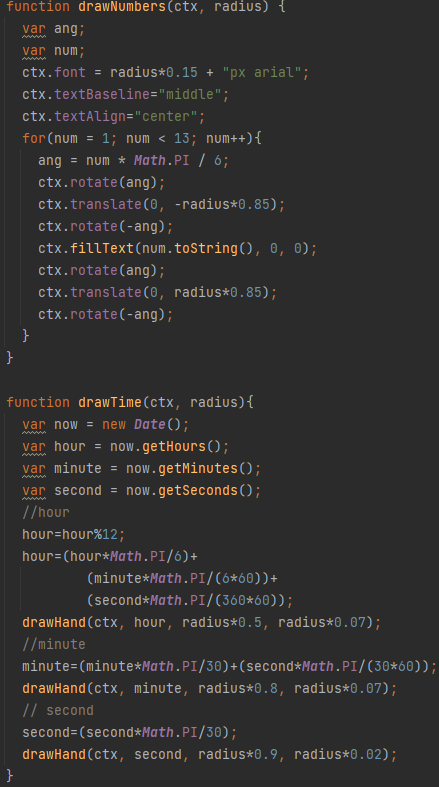 function drawNumbers(ctx, radius) {
  var ang;
  var num;
  ctx.font = radius*0.15 + "px arial";
  ctx.textBaseline="middle";
  ctx.textAlign="center";
  for(num = 1; num < 13; num++){
    ang = num * Math.PI / 6;
    ctx.rotate(ang);
    ctx.translate(0, -radius*0.85);
    ctx.rotate(-ang);
    ctx.fillText(num.toString(), 0, 0);
    ctx.rotate(ang);
    ctx.translate(0, radius*0.85);
    ctx.rotate(-ang);
  }
}

function drawTime(ctx, radius){
  var now = new Date();
  var hour = now.getHours();
  var minute = now.getMinutes();
  var second = now.getSeconds();
  //hour
  hour=hour%12;
  hour=(hour*Math.PI/6)+
          (minute*Math.PI/(6*60))+
          (second*Math.PI/(360*60));
  drawHand(ctx, hour, radius*0.5, radius*0.07);
  //minute
  minute=(minute*Math.PI/30)+(second*Math.PI/(30*60));
  drawHand(ctx, minute, radius*0.8, radius*0.07);
  // second
  second=(second*Math.PI/30);
  drawHand(ctx, second, radius*0.9, radius*0.02);
}